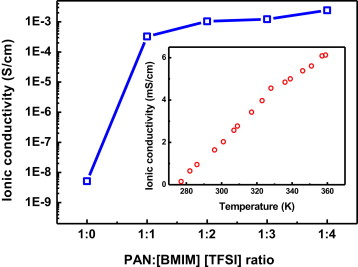 1E-3
1E-4
1E-5
1E-6
1E-7
1E-8
1E-9
Ionic conductivity (S/cm)
1:0 1:1 1:2 1:3 1:4
PAN:[BMIM] [TFSI] ratio
6
4
2
0
Ionic conductivity (mS/cm)
280 300 320 340 360
Temperature (K)